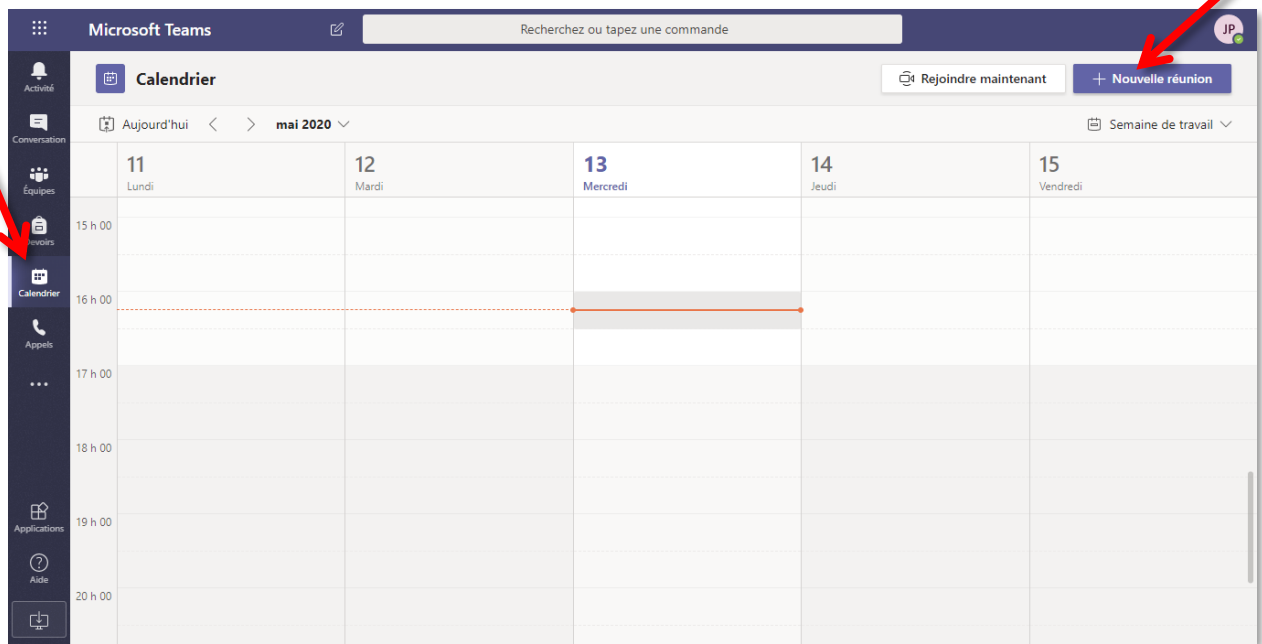 Microsoft Teams
Recherchez ou tapez une commande
JP
Activité
Conversation
Équipes
Devoirs
Calendrier
Appels
Applications
Aide
Calendrier
Rejoindre maintenant
+ Nouvelle réunion
Aujourd'hui < > mai 2020
Semaine de travail
11 Lundi
12 Mardi
13 Mercredi
14 Jeudi
15 Vendredi
15 h 00
16 h 00
17 h 00
18 h 00
19 h 00
20 h 00